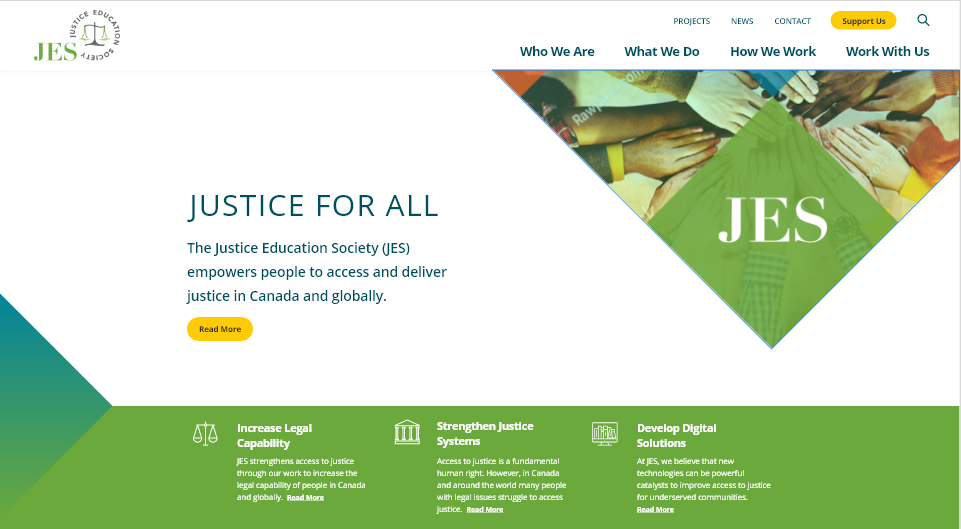 JUSTICE EDUCATION SOCIETY
JES
PROJECTS
NEWS
CONTACT
Support Us
Who We Are
What We Do
How We Work
Work With Us
JES
JUSTICE FOR ALL
The Justice Education Society (JES)
empowers people to access and deliver
justice in Canada and globally.
Read More
Increase Legal
Capability
JES strengthens access to justice
through our work to increase the
legal capability of people in Canada
and globally. Read More
Strengthen Justice
Systems
Access to justice is a fundamental
human right. However, in Canada
and around the world many people
with legal issues struggle to access
justice. Read More
Develop Digital
Solutions
At JES, we believe that new
technologies can be powerful
catalysts to improve access to justice
for underserved communities.
Read More